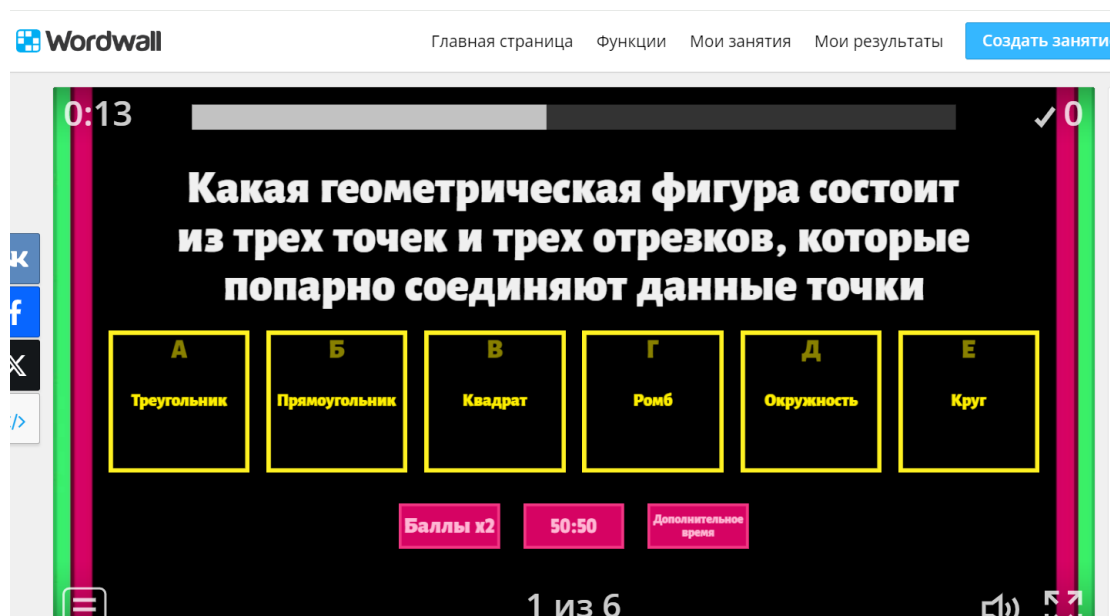 Wordwall
Главная страница Функции Мои занятия Мои результаты Создать заняти
0:13
0
Какая геометрическая фигура состоит
из трех точек и трех отрезков, которые
попарно соединяют данные точки
А Б В Г Д Е
Треугольник Прямоугольник Квадрат Ромб Окружность Круг
Баллы x2 50:50 Дополнительное
время
1 из 6